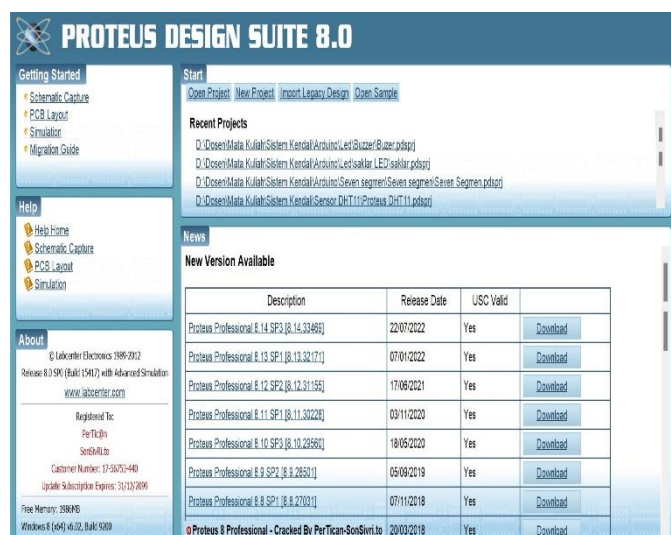 PROTEUS DESIGN SUITE 8.0
Getting Started
Schematic Capture
PCB Layout
Simulation
Migration Guide
Help
Help Home
Schematic Capture
PCB Layout
Simulation
About
© Labcenter Electronics 1989-2012
Release 8.0 SP0 (Build 15417) with Advanced Simulation
www.labcenter.com
Registered To:
PerTic@n
SonSivRi.to
Customer Number: 17-56753-440
Update Subscription Expires: 31/12/2099
Free Memory: 1986MB
Windows 8 (x64) v6.02, Build 9200
Start
Open Project New Project Import Legacy Design Open Sample
Recent Projects
D:\Dosen\Mata Kuliah\Sistem Kendali\Arduino\Led\Buzzer\Buzer.pdsprj
D:\Dosen\Mata Kuliah\Sistem Kendali\Arduino\Led\saklar LED\saklar.pdsprj
D:\Dosen\Mata Kuliah\Sistem Kendali\Arduino\Seven segmen\Seven segmen\Seven Segmen.pdsprj
D:\Dosen\Mata Kuliah\Sistem Kendali\Sensor DHT11\Proteus DHT11.pdsprj
News
New Version Available
Description Release Date USC Valid
Proteus Professional 8.14 SP3 [8.14.33469] 22/07/2022 Yes Download
Proteus Professional 8.13 SP1 [8.13.32171] 07/01/2022 Yes Download
Proteus Professional 8.12 SP2 [8.12.31155] 17/06/2021 Yes Download
Proteus Professional 8.11 SP1 [8.11.30228] 03/11/2020 Yes Download
Proteus Professional 8.10 SP3 [8.10.29560] 18/05/2020 Yes Download
Proteus Professional 8.9 SP2 [8.9.28501] 05/09/2019 Yes Download
Proteus Professional 8.8 SP1 [8.8.27031] 07/11/2018 Yes Download
Proteus 8 Professional - Cracked By PerTican-SonSivri.to 20/03/2018 Yes Download